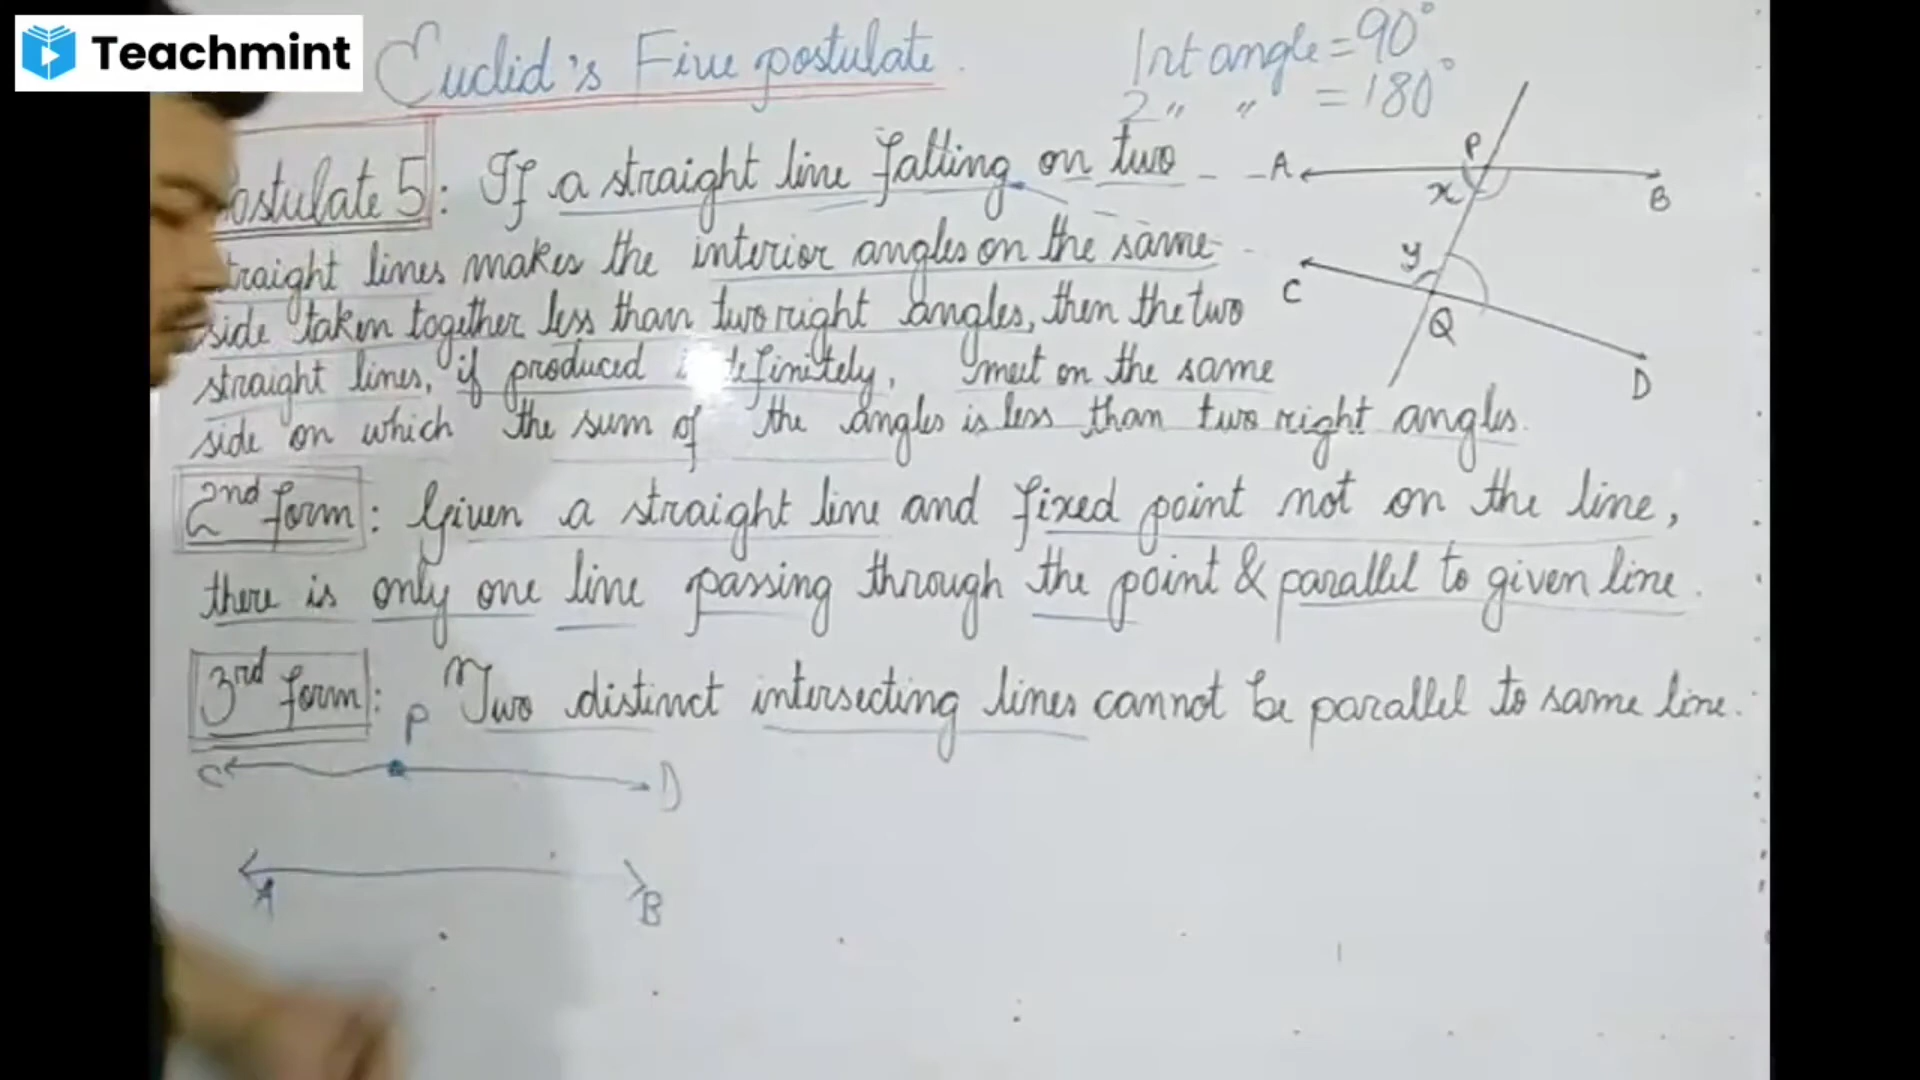 Teachmint
Euclid's Five postulate.
Int angle = 90°
2 " " = 180°
ostulate 5: If a straight line falling on two
traight lines makes the interior angles on the same
side taken together less than two right angles, then the two
straight lines, if produced definitely, meet on the same
side on which the sum of the angles is less than two right angles.
A P B
x
y
C Q D
2nd form: Given a straight line and fixed point not on the line,
there is only one line passing through the point & parallel to given line.
3rd form: Two distinct intersecting lines cannot be parallel to same line.
P
C D
A B